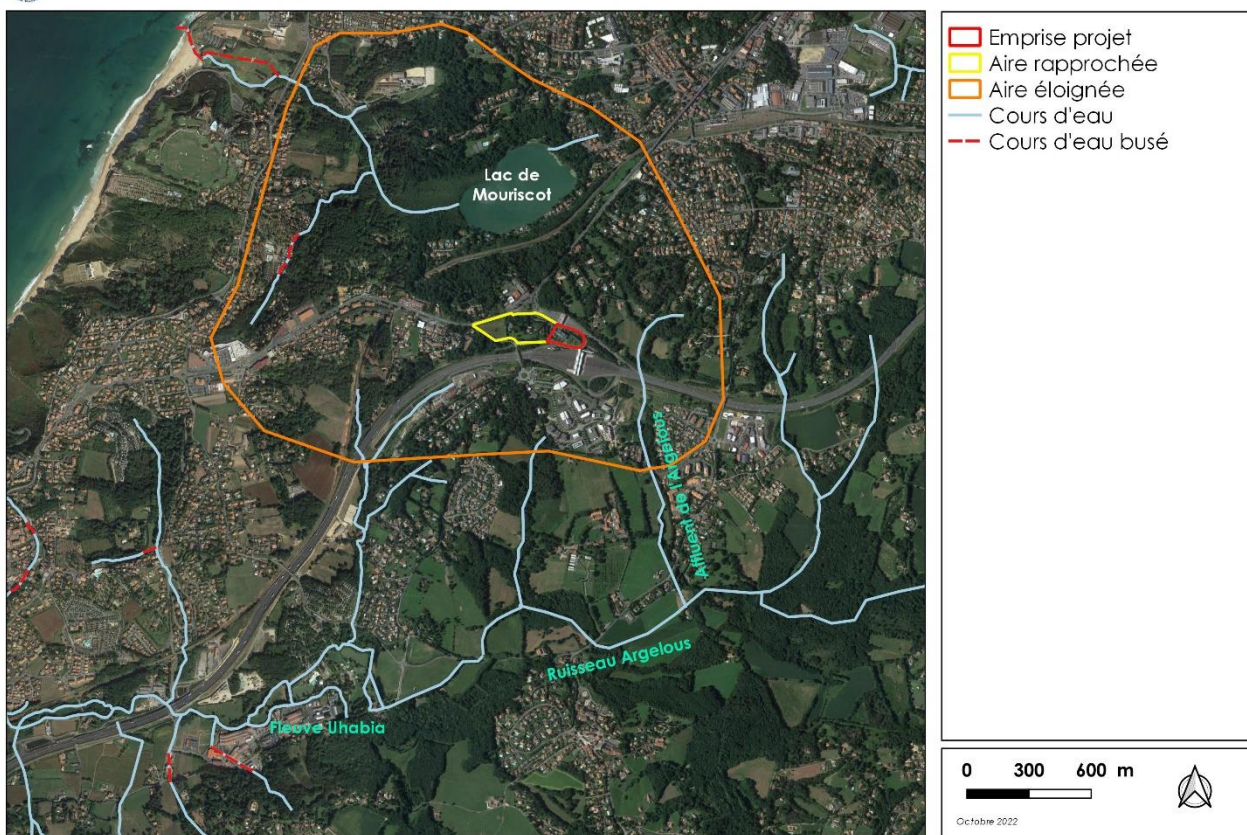 Emprise projet
Aire rapprochée
Aire éloignée
Cours d'eau
Cours d'eau busé
Lac de
Mouriscot
Affluent de l'Argelous
Ruisseau Argelous
Fleuve Uhabia
0 300 600 m
Octobre 2022